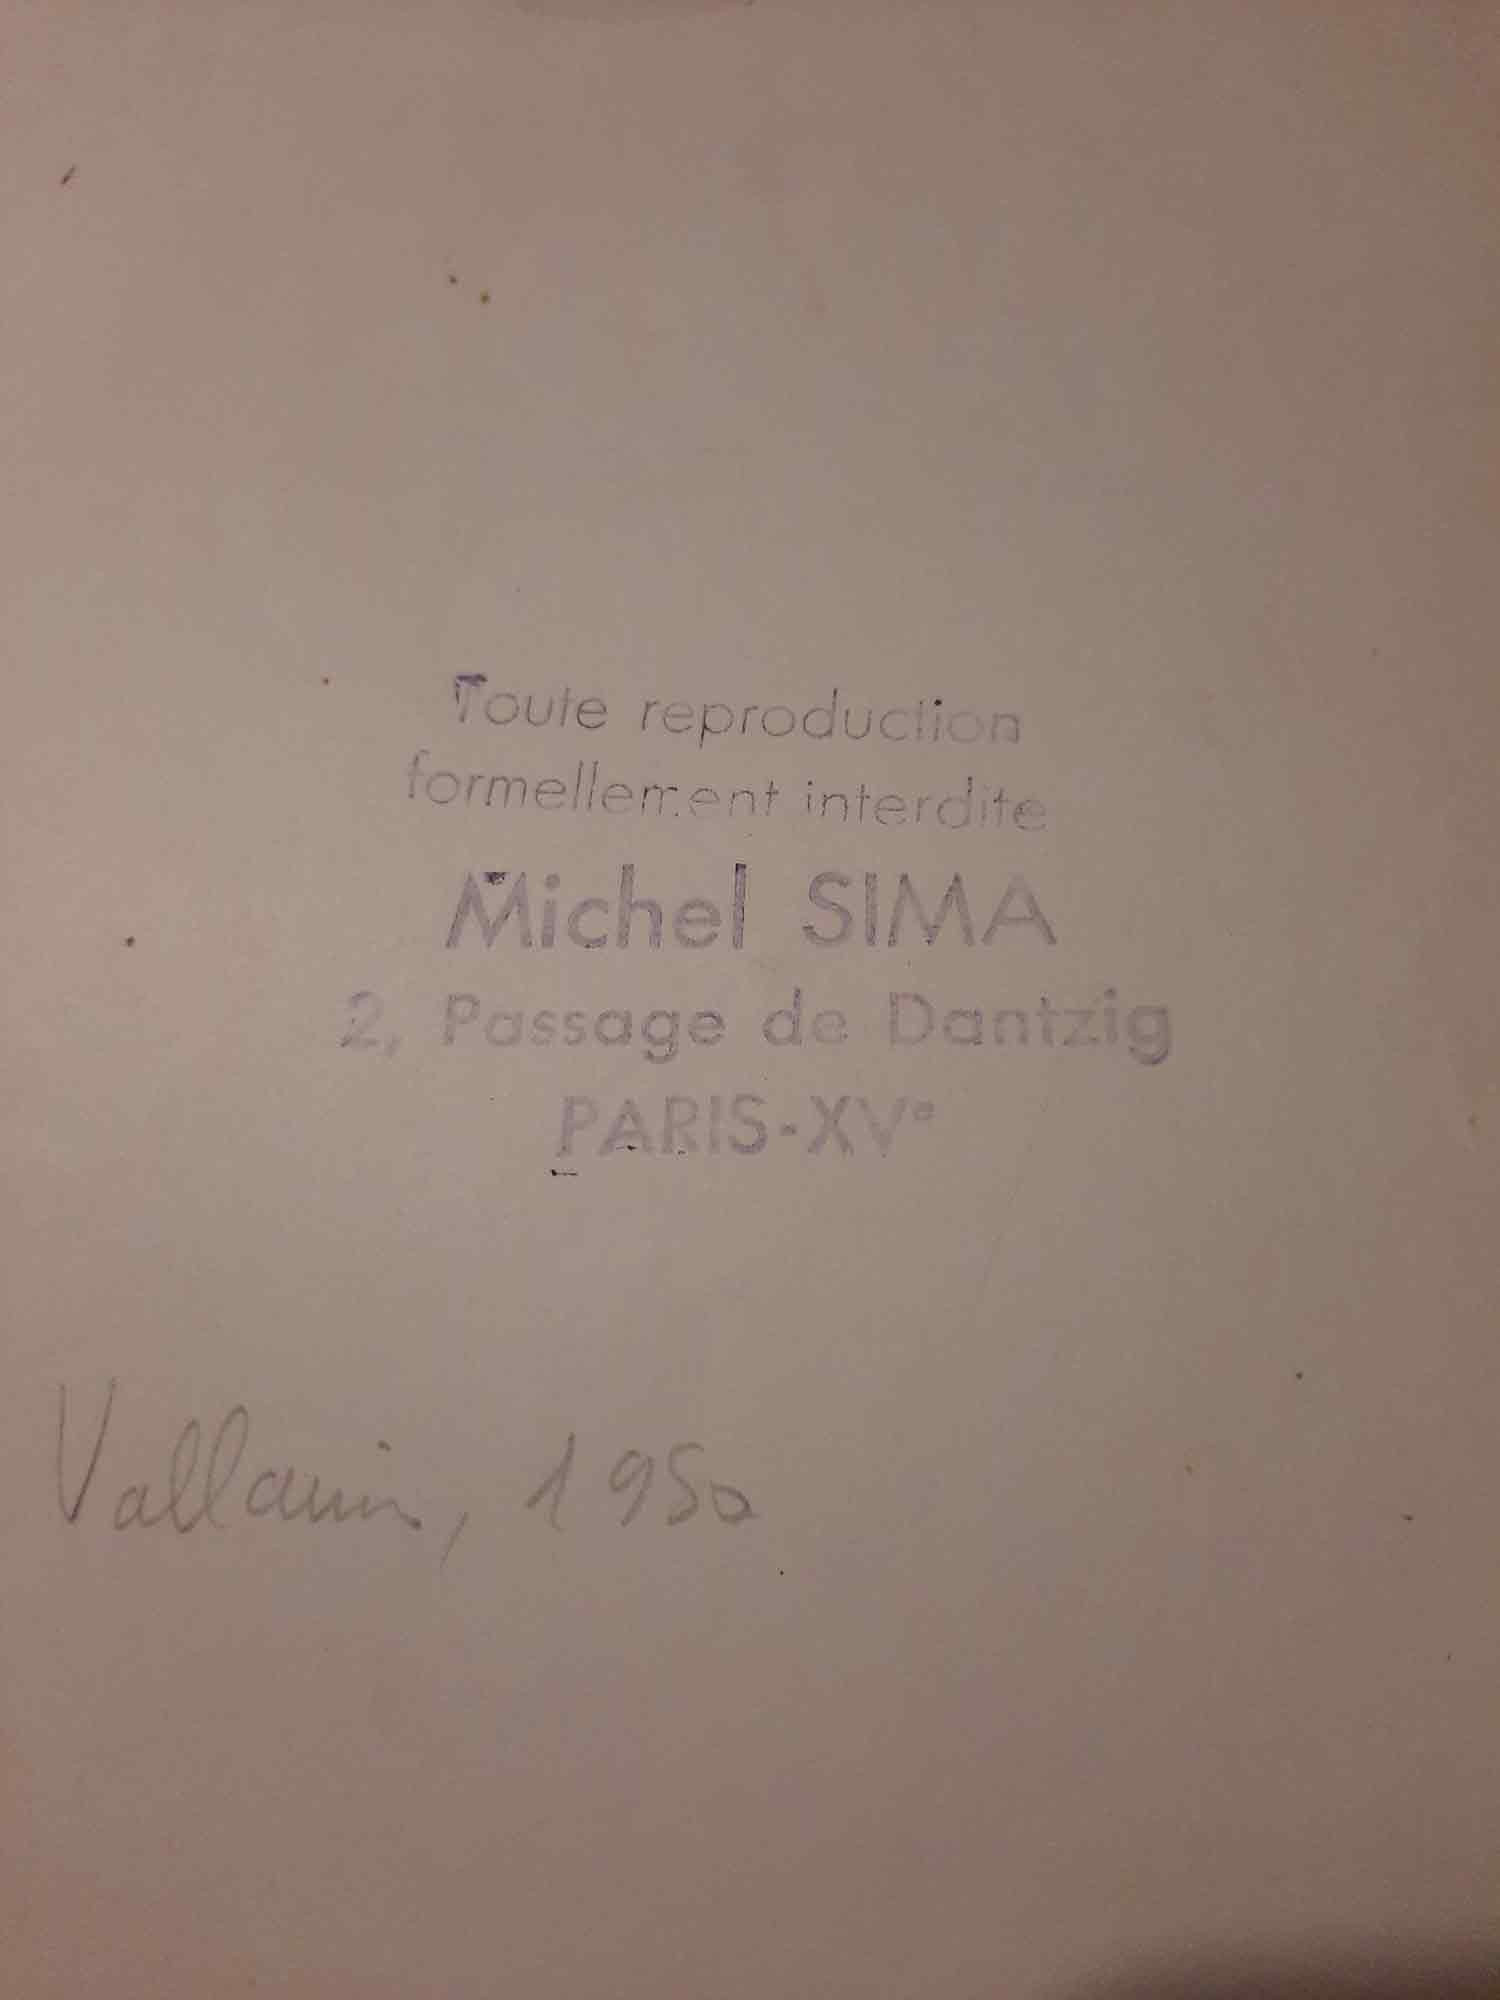 Toute reproduction
formellement interdite
Michel SIMA
2, Passage de Dantzig
PARIS-XVe
Vallauris, 1950